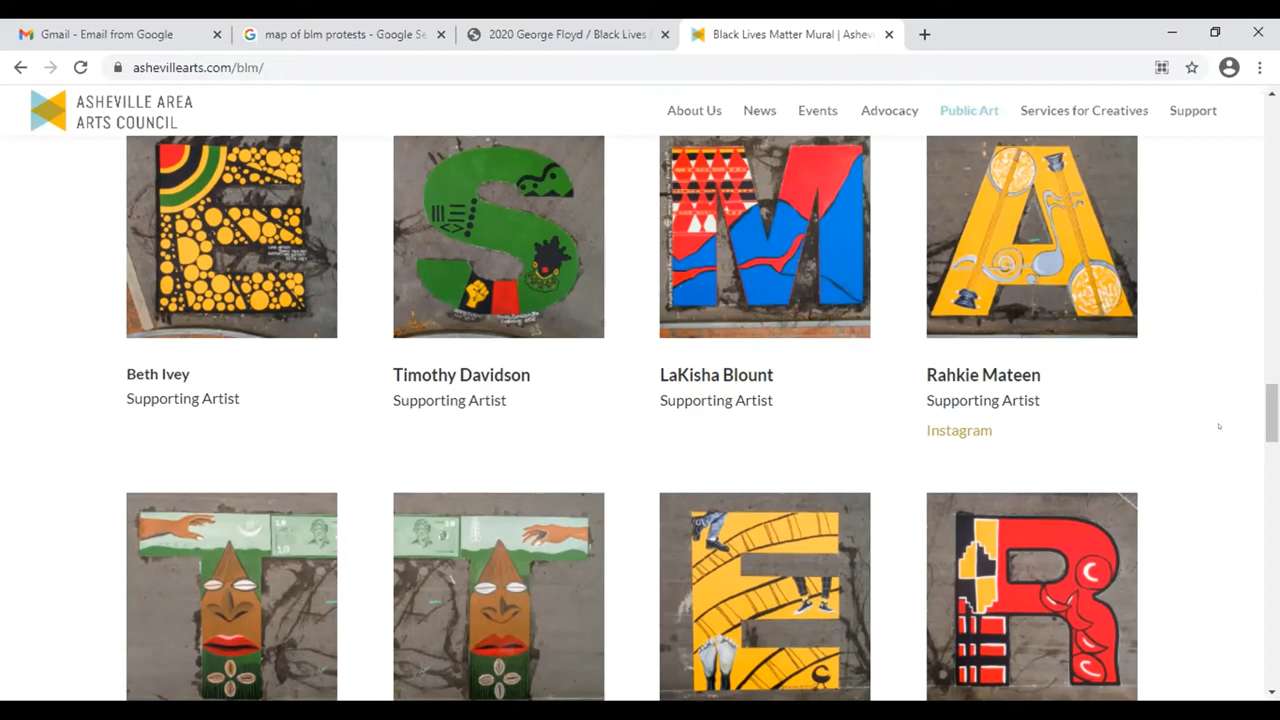 Gmail - Email from Google
map of blm protests - Google Se
2020 George Floyd / Black Lives
Black Lives Matter Mural | Ashev
ashevillearts.com/blm/
ASHEVILLE AREA
ARTS COUNCIL
About Us News Events Advocacy Public Art Services for Creatives Support
Beth Ivey Timothy Davidson LaKisha Blount Rahkie Mateen
Supporting Artist Supporting Artist Supporting Artist Supporting Artist
Instagram